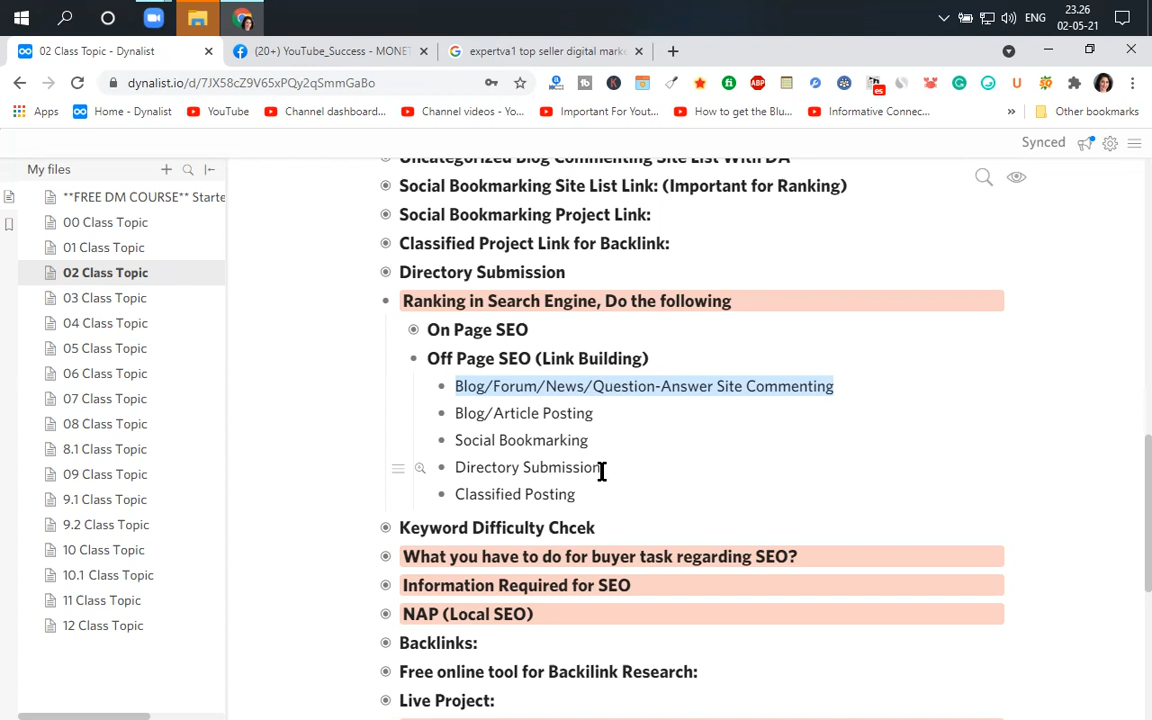 23.26
ENG
02-05-21
02 Class Topic - Dynalist
(20+) YouTube_Success - MONET
expertva1 top seller digital mark
dynalist.io/d/7JX58cZ9V65xPQy2qSmmGaBo
Apps
Home - Dynalist
YouTube
Channel dashboard...
Channel videos - Yo...
Important For Yout...
How to get the Blu...
Informative Connec...
Other bookmarks
Synced
My files
**FREE DM COURSE** Starte
00 Class Topic
01 Class Topic
02 Class Topic
03 Class Topic
04 Class Topic
05 Class Topic
06 Class Topic
07 Class Topic
08 Class Topic
8.1 Class Topic
09 Class Topic
9.1 Class Topic
9.2 Class Topic
10 Class Topic
10.1 Class Topic
11 Class Topic
12 Class Topic
Uncategorized Blog Commenting Site List With DA
Social Bookmarking Site List Link: (Important for Ranking)
Social Bookmarking Project Link:
Classified Project Link for Backlink:
Directory Submission
Ranking in Search Engine, Do the following
On Page SEO
Off Page SEO (Link Building)
Blog/Forum/News/Question-Answer Site Commenting
Blog/Article Posting
Social Bookmarking
Directory Submission
Classified Posting
Keyword Difficulty Chcek
What you have to do for buyer task regarding SEO?
Information Required for SEO
NAP (Local SEO)
Backlinks:
Free online tool for Backilink Research:
Live Project: